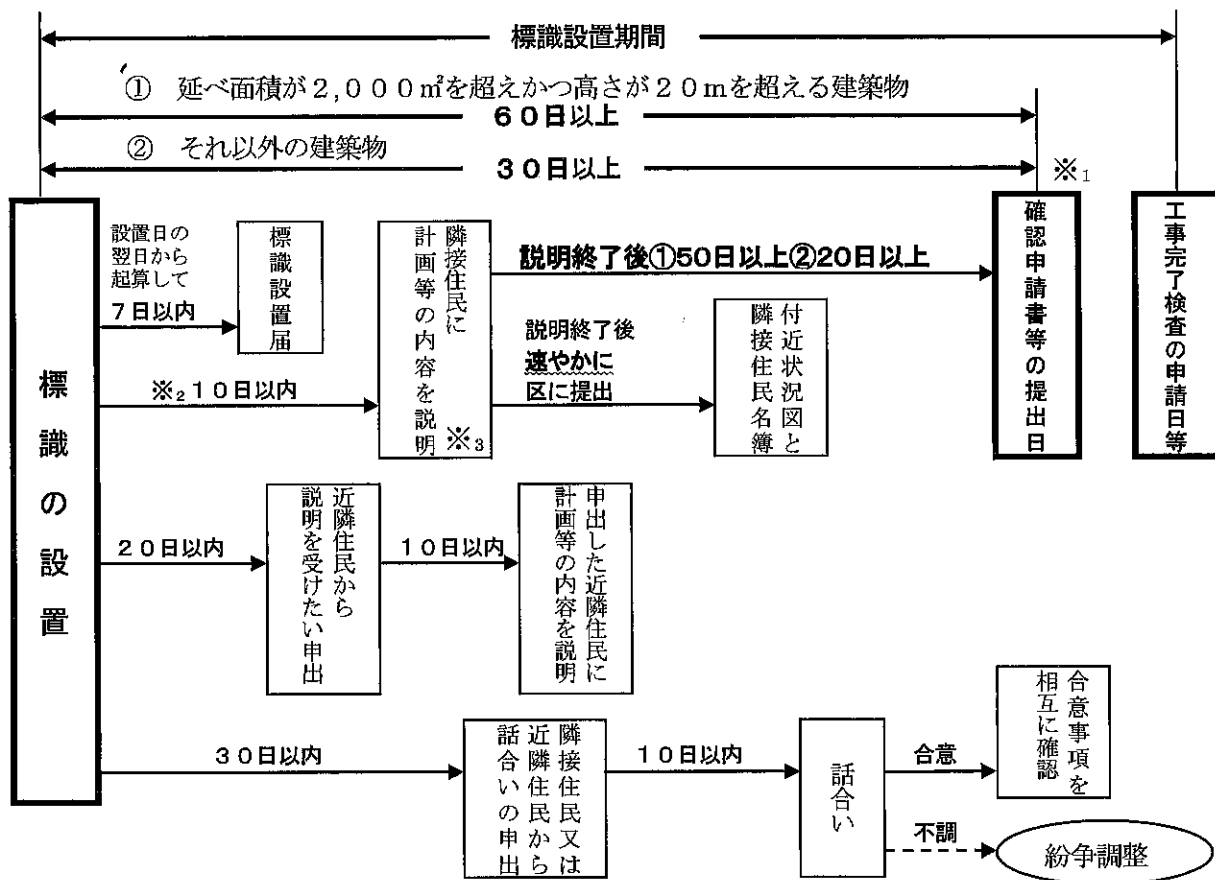 標識設置期間
① 延べ面積が2,000㎡を超えかつ高さが20mを超える建築物
60日以上
② それ以外の建築物
30日以上
※1
標識の設置
設置日の
翌日から
起算して
7日以内
標識設置届
※2 10日以内
隣接住民に
計画等の内容を説明
※3
説明終了後①50日以上②20日以上
説明終了後
速やかに
区に提出
付近状況図と
隣接住民名簿
確認申請書等の提出日
工事完了検査の申請日等
20日以内
近隣住民から
説明を受けたい申出
10日以内
申出した近隣住民に
計画等の内容を説明
30日以内
隣接住民又は
近隣住民から
話合いの申出
10日以内
話合い
合意
合意事項を
相互に確認
不調
紛争調整